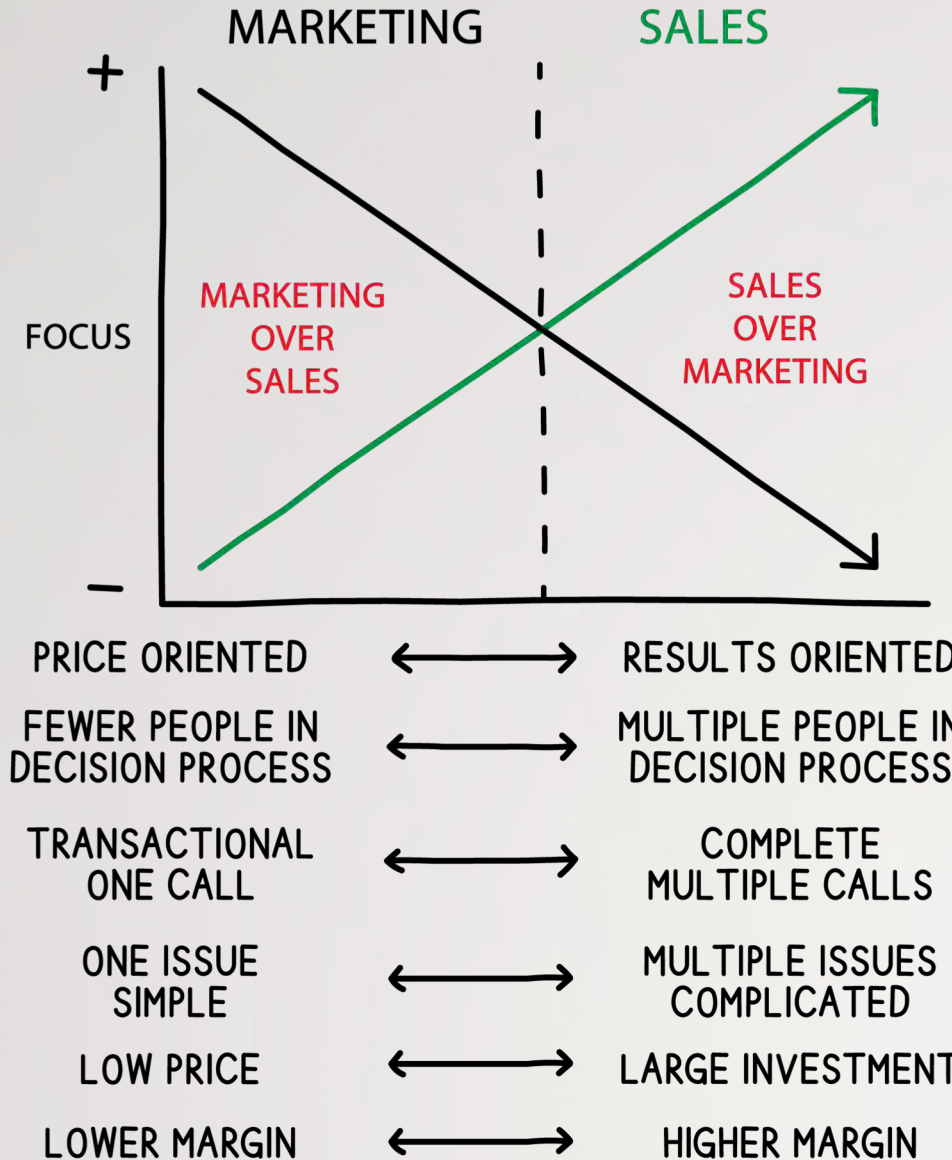 MARKETING SALES
+
MARKETING
OVER
SALES
SALES
OVER
MARKETING
FOCUS
-
PRICE ORIENTED RESULTS ORIENTED
FEWER PEOPLE IN MULTIPLE PEOPLE IN
DECISION PROCESS DECISION PROCESS
TRANSACTIONAL COMPLETE
ONE CALL MULTIPLE CALLS
ONE ISSUE MULTIPLE ISSUES
SIMPLE COMPLICATED
LOW PRICE LARGE INVESTMENT
LOWER MARGIN HIGHER MARGIN